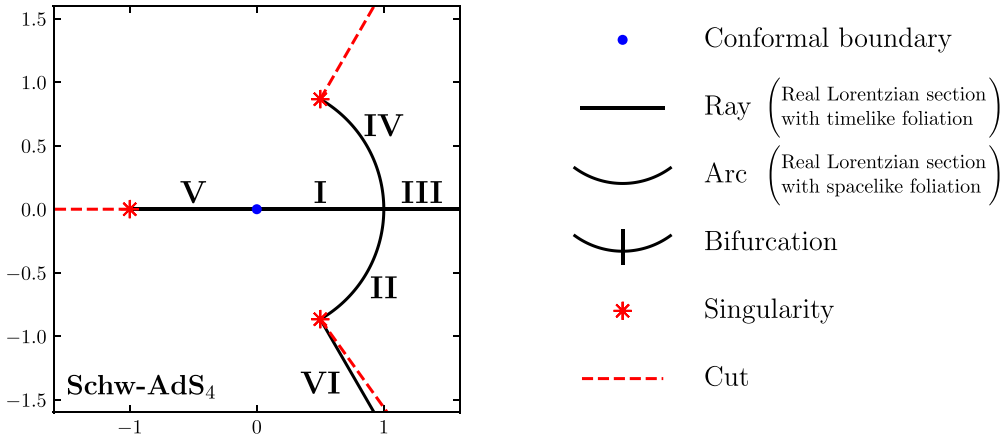 1.5
1.0
0.5
0.0
−0.5
−1.0
−1.5
−1
0
1
IV
V
I
III
II
VI
Schw-AdS₄
Conformal boundary
Ray (Real Lorentzian section
with timelike foliation)
Arc (Real Lorentzian section
with spacelike foliation)
Bifurcation
Singularity
Cut